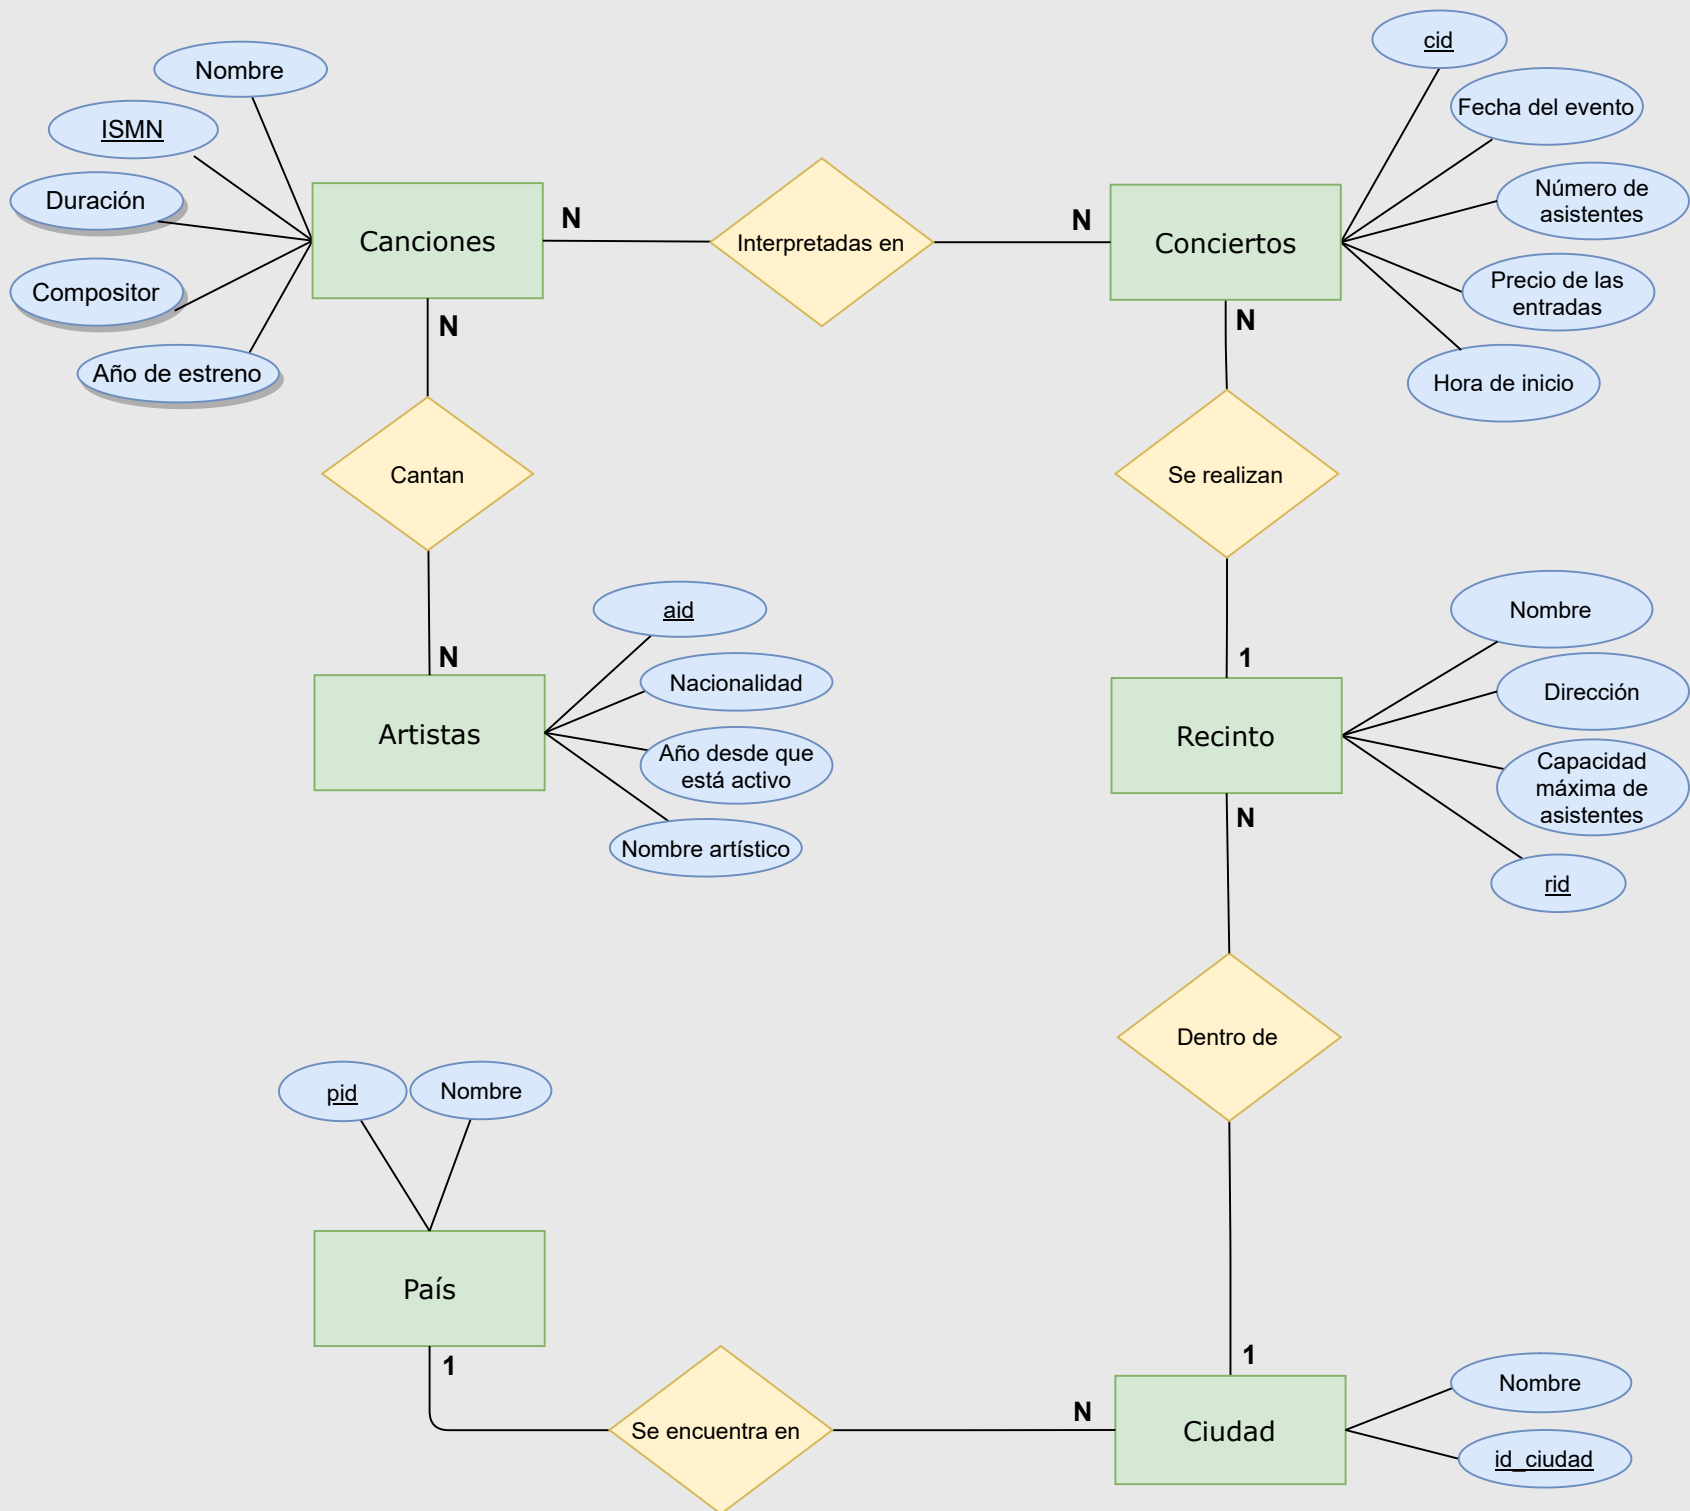 cid
Nombre
Fecha del evento
ISMN
Número de
asistentes
Duración
N
N
Canciones
Interpretadas en
Conciertos
Compositor
Precio de las
entradas
N
N
Año de estreno
Hora de inicio
Cantan
Se realizan
aid
Nombre
N
1
Nacionalidad
Dirección
Artistas
Recinto
Año desde que
está activo
Capacidad
máxima de
asistentes
N
Nombre artístico
rid
Dentro de
pid
Nombre
País
1
1
Nombre
N
Se encuentra en
Ciudad
id_ciudad